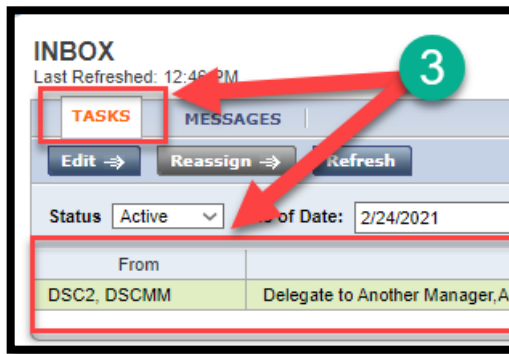 INBOX
Last Refreshed: 12:46 PM
3
TASKS MESSAGES
Edit Reassign Refresh
Status Active of Date: 2/24/2021
From
DSC2, DSCMM Delegate to Another Manager,A